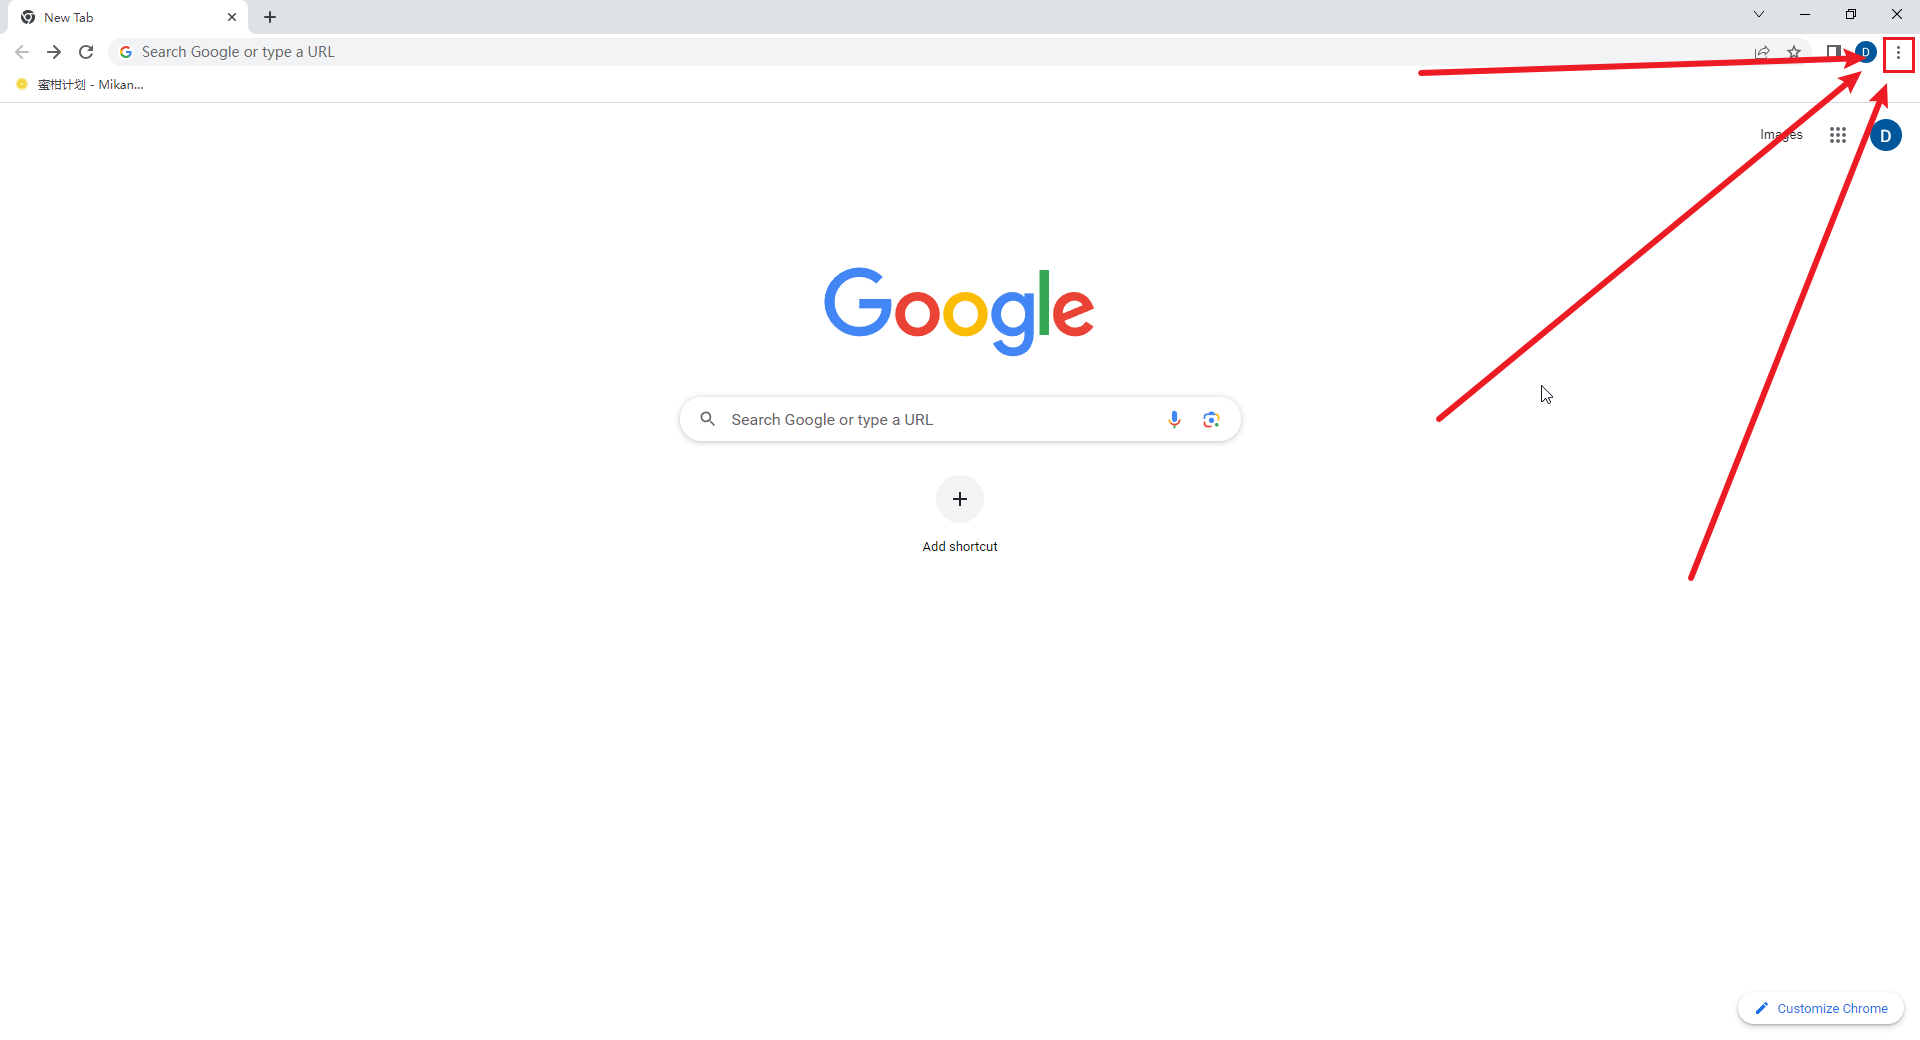 New Tab
Search Google or type a URL
D
蜜柑计划 - Mikan...
Images
D
Google
Search Google or type a URL
Add shortcut
Customize Chrome